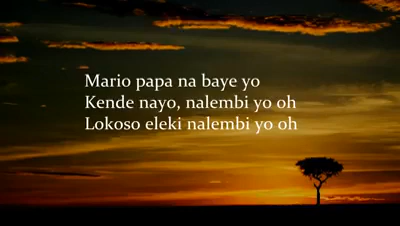 Mario papa na baye yo
Kende nayo, nalembi yo oh
Lokoso eleki nalembi yo oh